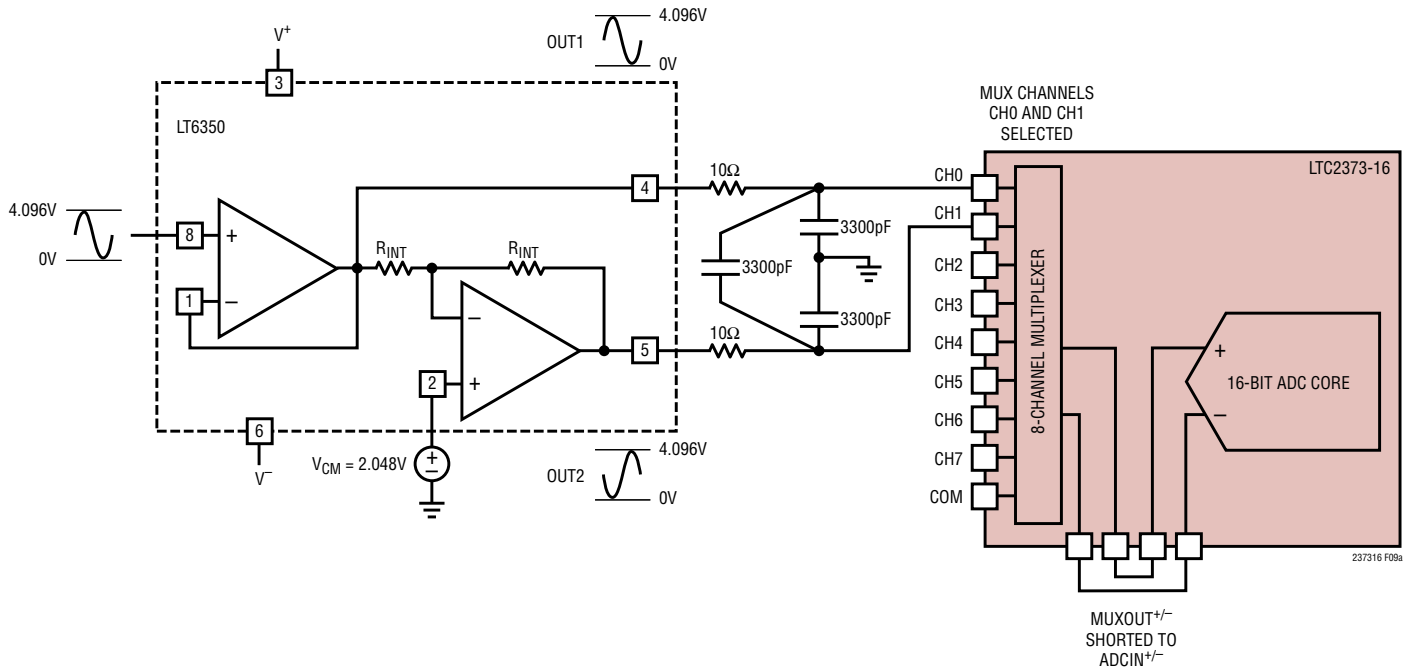 4.096V
0V
OUT1
V+
3
LT6350
4.096V
0V
8
+
1
–
RINT
RINT
–
2
+
4
5
6
V–
VCM = 2.048V
+
–
OUT2
4.096V
0V
10Ω
10Ω
3300pF
3300pF
3300pF
MUX CHANNELS
CH0 AND CH1
SELECTED
LTC2373-16
CH0
CH1
CH2
CH3
CH4
CH5
CH6
CH7
COM
8-CHANNEL MULTIPLEXER
+
16-BIT ADC CORE
–
237316 F09a
MUXOUT+/–
SHORTED TO
ADCIN+/–